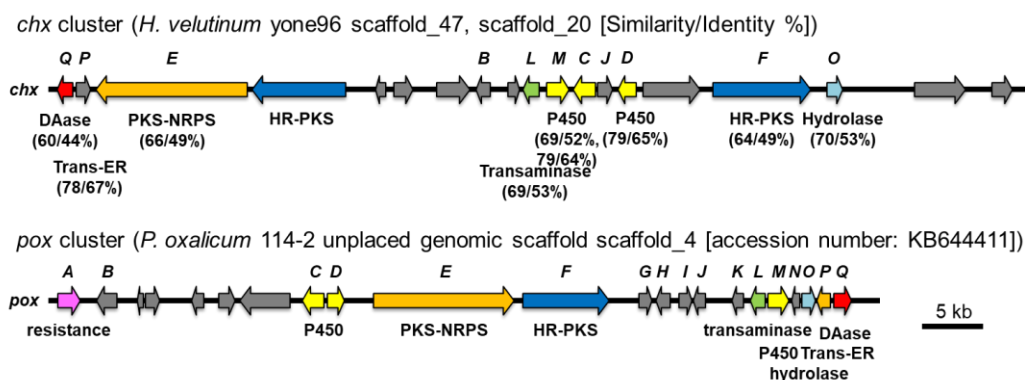 chx cluster (H. velutinum yone96 scaffold_47, scaffold_20 [Similarity/Identity %])
Q P E B L M C J D F O
chx
DAase PKS-NRPS HR-PKS P450 P450 HR-PKS Hydrolase
(60/44%) (66/49%) (69/52%, (79/65%) (64/49%) (70/53%)
Trans-ER 79/64%)
(78/67%) Transaminase
(69/53%)
pox cluster (P. oxalicum 114-2 unplaced genomic scaffold scaffold_4 [accession number: KB644411])
A B C D E F G H I J K L M N O P Q
pox
resistance P450 PKS-NRPS HR-PKS transaminase DAase
P450 Trans-ER
hydrolase
5 kb